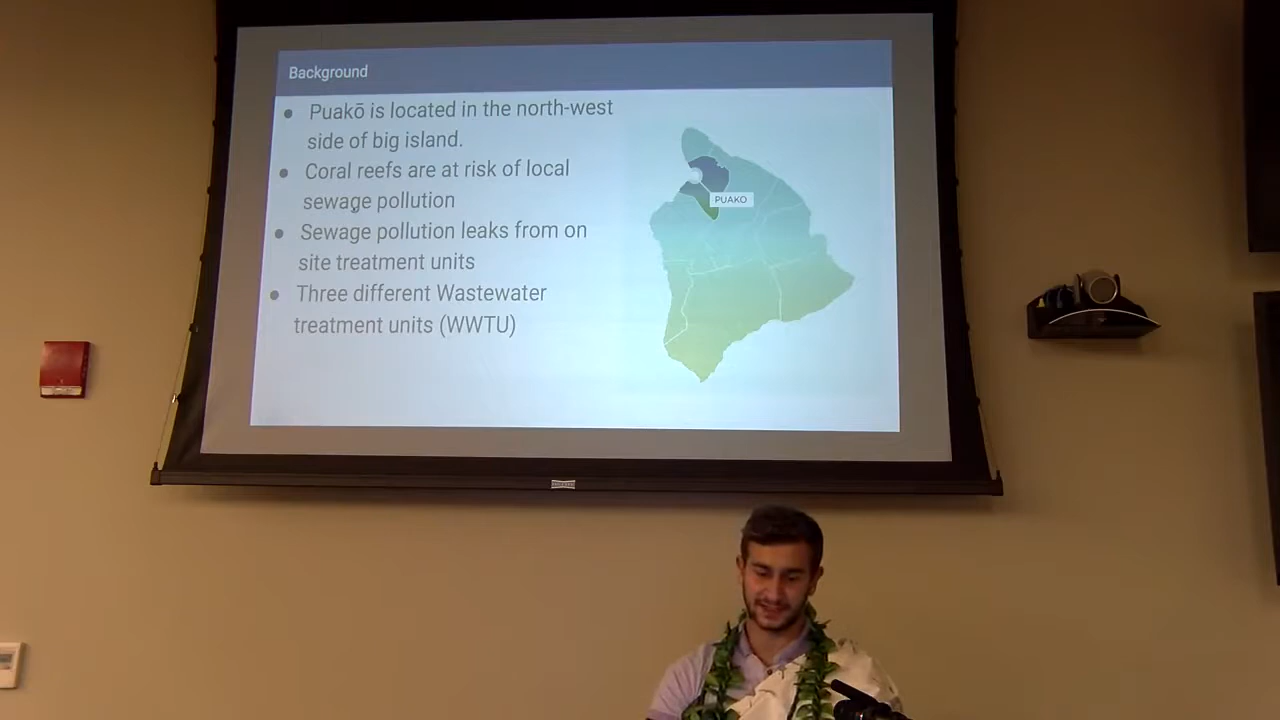 Background
● Puakō is located in the north-west
side of big island.
● Coral reefs are at risk of local
sewage pollution
● Sewage pollution leaks from on
site treatment units
● Three different Wastewater
treatment units (WWTU)
PUAKO